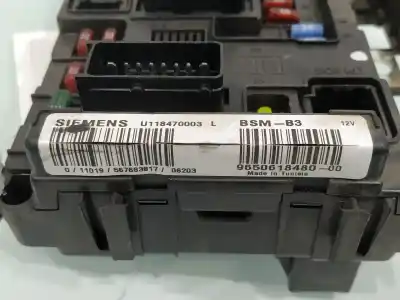 SIEMENS U118470003 L BSM-B3 12V
0/11019/567683817/06203 9650618480-00
Made in Tunisia